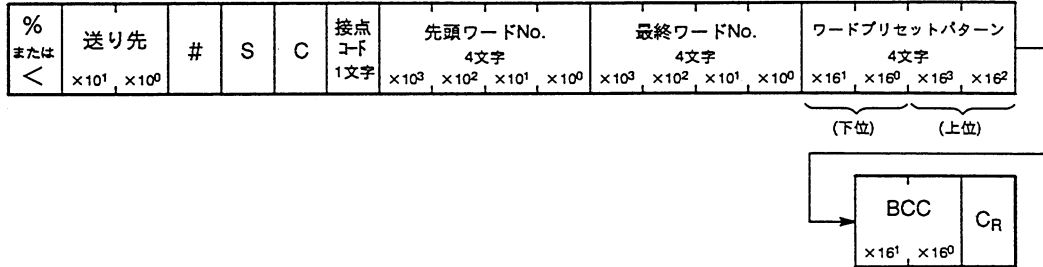 %
または
<
送り先
×10¹ ×10⁰
#
S
C
接点
コード
1文字
先頭ワードNo.
4文字
×10³ ×10² ×10¹ ×10⁰
最終ワードNo.
4文字
×10³ ×10² ×10¹ ×10⁰
ワードプリセットパターン
4文字
×16¹ ×16⁰ ×16³ ×16²
(下位) (上位)
BCC
×16¹ ×16⁰
CR